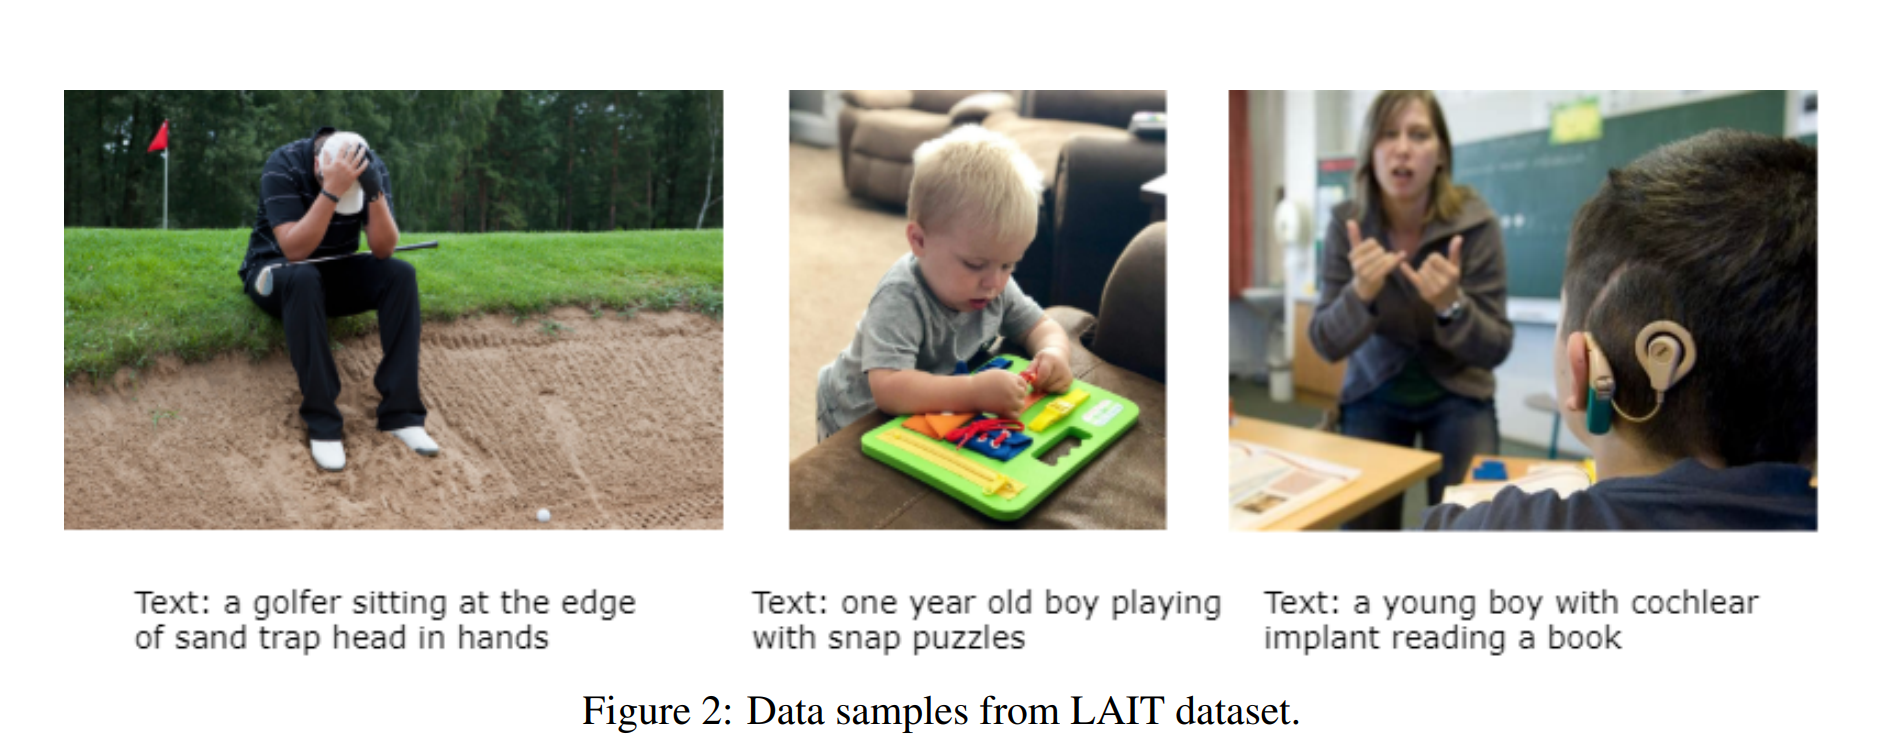 Text: a golfer sitting at the edge
of sand trap head in hands
Text: one year old boy playing
with snap puzzles
Text: a young boy with cochlear
implant reading a book
Figure 2: Data samples from LAIT dataset.